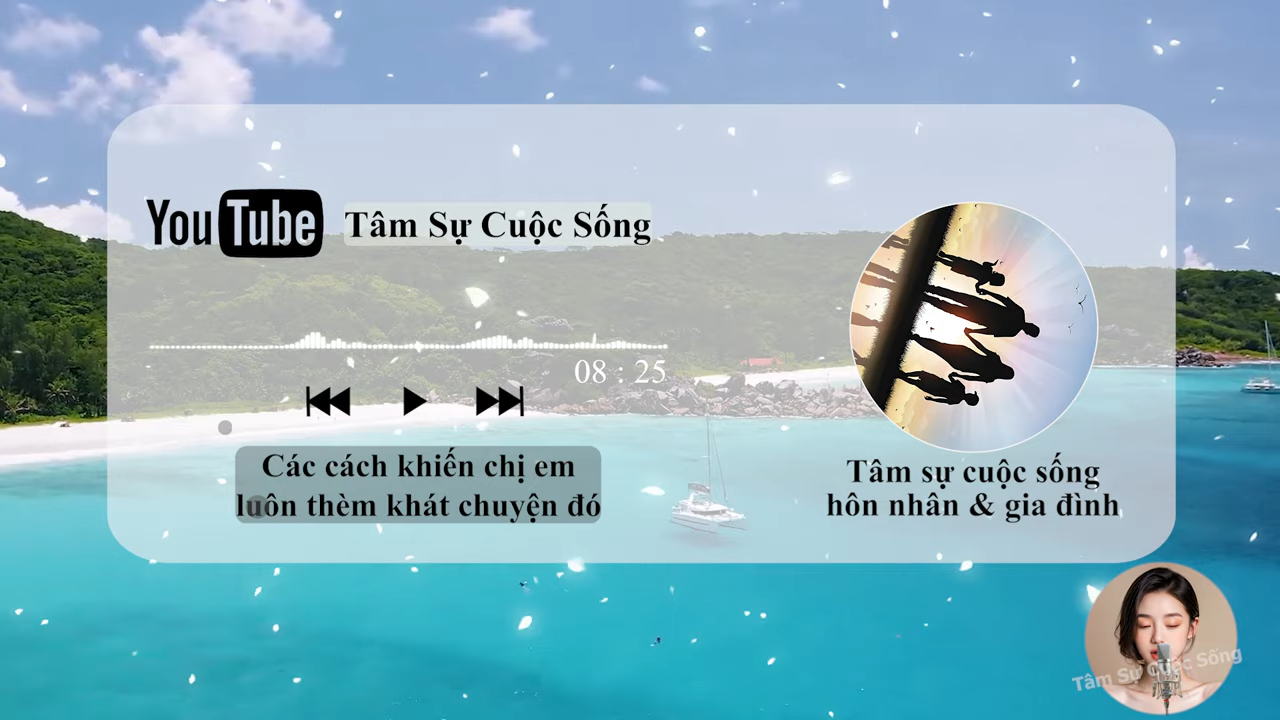 YouTube
Tâm Sự Cuộc Sống
08 : 25
Các cách khiến chị em
luôn thèm khát chuyện đó
Tâm sự cuộc sống
hôn nhân & gia đình
Tâm Sự Cuộc Sống